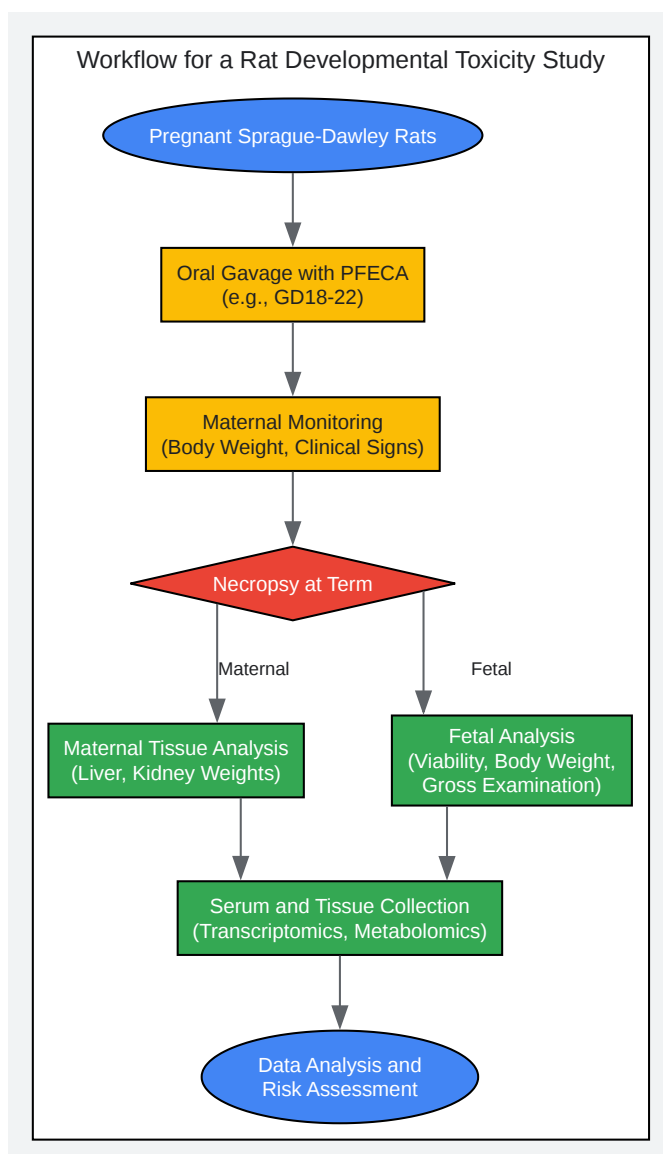 Workflow for a Rat Developmental Toxicity Study
Pregnant Sprague-Dawley Rats
Oral Gavage with PFECA
(e.g., GD18-22)
Maternal Monitoring
(Body Weight, Clinical Signs)
Necropsy at Term
Maternal
Fetal
Maternal Tissue Analysis
(Liver, Kidney Weights)
Fetal Analysis
(Viability, Body Weight,
Gross Examination)
Serum and Tissue Collection
(Transcriptomics, Metabolomics)
Data Analysis and
Risk Assessment